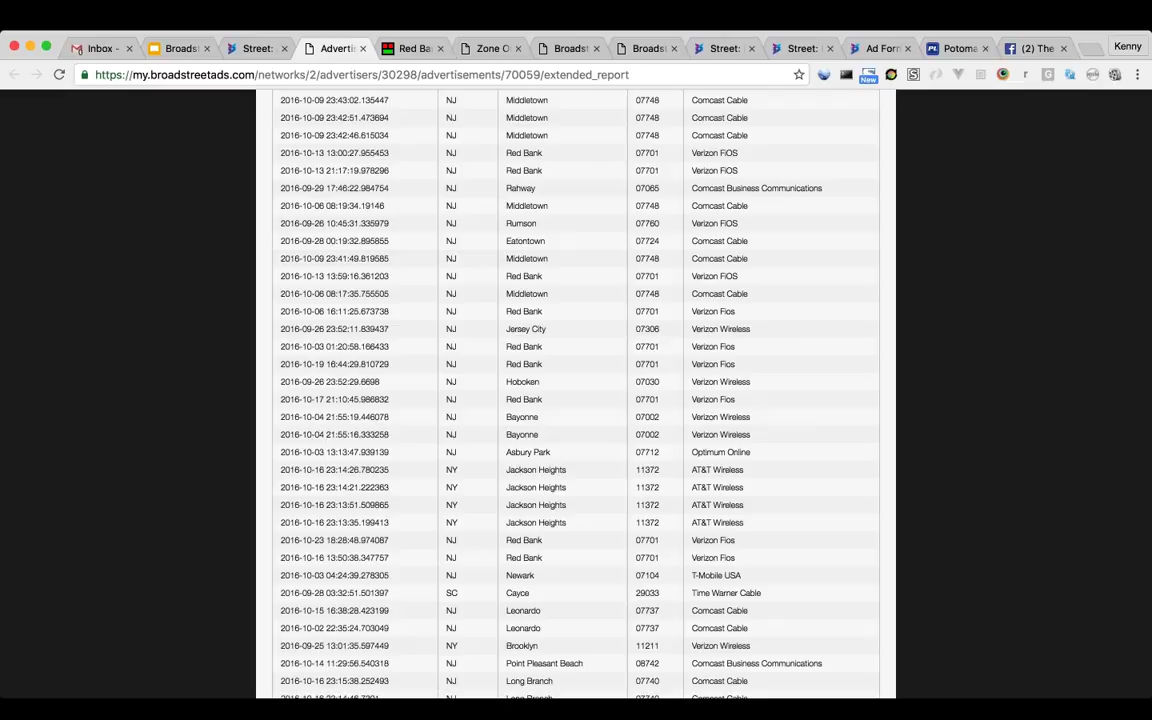 Inbox -
Broadst
Street:
Adverti
Red Ba
Zone O
Broadst
Broadst
Street:
Street:
Ad Form
Potoma
(2) The
Kenny
https://my.broadstreetads.com/networks/2/advertisers/30298/advertisements/70059/extended_report
New
2016-10-09 23:43:02.135447 NJ Middletown 07748 Comcast Cable
2016-10-09 23:42:51.473694 NJ Middletown 07748 Comcast Cable
2016-10-09 23:42:46.615034 NJ Middletown 07748 Comcast Cable
2016-10-13 13:00:27.955453 NJ Red Bank 07701 Verizon FiOS
2016-10-13 21:17:19.978296 NJ Red Bank 07701 Verizon FiOS
2016-09-29 17:46:22.984754 NJ Rahway 07065 Comcast Business Communications
2016-10-06 08:19:34.19146 NJ Middletown 07748 Comcast Cable
2016-09-26 10:45:31.335979 NJ Rumson 07760 Verizon FiOS
2016-09-28 00:19:32.895855 NJ Eatontown 07724 Comcast Cable
2016-10-09 23:41:49.819585 NJ Middletown 07748 Comcast Cable
2016-10-13 13:59:16.361203 NJ Red Bank 07701 Verizon FiOS
2016-10-06 08:17:35.755505 NJ Middletown 07748 Comcast Cable
2016-10-06 16:11:25.673738 NJ Red Bank 07701 Verizon Fios
2016-09-26 23:52:11.839437 NJ Jersey City 07306 Verizon Wireless
2016-10-03 01:20:58.166433 NJ Red Bank 07701 Verizon Fios
2016-10-19 16:44:29.810729 NJ Red Bank 07701 Verizon Fios
2016-09-26 23:52:29.6698 NJ Hoboken 07030 Verizon Wireless
2016-10-17 21:10:45.986832 NJ Red Bank 07701 Verizon Fios
2016-10-04 21:55:19.446078 NJ Bayonne 07002 Verizon Wireless
2016-10-04 21:55:16.333258 NJ Bayonne 07002 Verizon Wireless
2016-10-03 13:13:47.939139 NJ Asbury Park 07712 Optimum Online
2016-10-16 23:14:26.780235 NY Jackson Heights 11372 AT&T Wireless
2016-10-16 23:14:21.222363 NY Jackson Heights 11372 AT&T Wireless
2016-10-16 23:13:51.509865 NY Jackson Heights 11372 AT&T Wireless
2016-10-16 23:13:35.199413 NY Jackson Heights 11372 AT&T Wireless
2016-10-23 18:28:48.974087 NJ Red Bank 07701 Verizon Fios
2016-10-16 13:50:38.347757 NJ Red Bank 07701 Verizon Fios
2016-10-03 04:24:39.278305 NJ Newark 07104 T-Mobile USA
2016-09-28 03:32:51.501397 SC Cayce 29033 Time Warner Cable
2016-10-15 16:38:28.423199 NJ Leonardo 07737 Comcast Cable
2016-10-02 22:35:24.703049 NJ Leonardo 07737 Comcast Cable
2016-09-25 13:01:35.597449 NY Brooklyn 11211 Verizon Wireless
2016-10-14 11:29:56.540318 NJ Point Pleasant Beach 08742 Comcast Business Communications
2016-10-16 23:15:38.252493 NJ Long Branch 07740 Comcast Cable